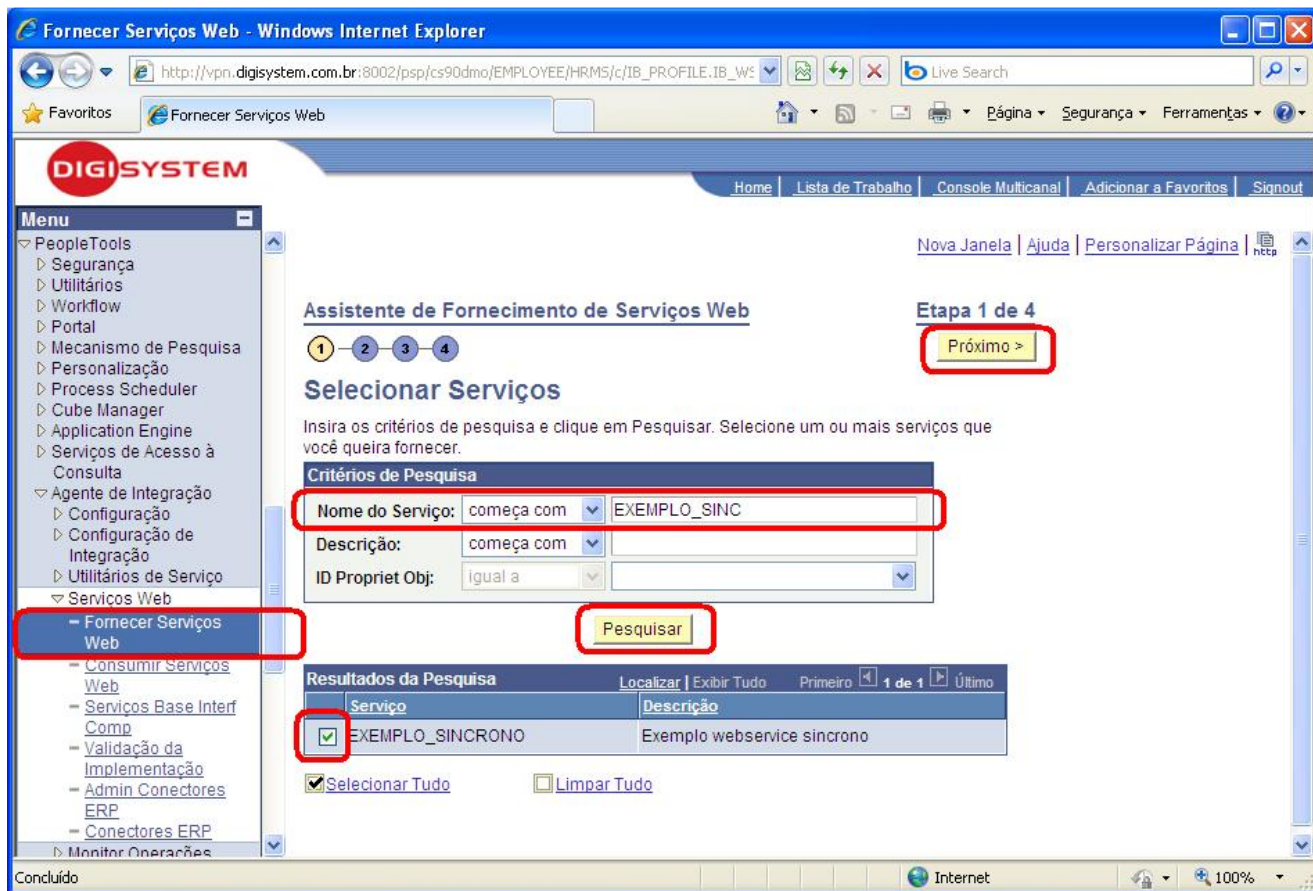 Fornecer Serviços Web - Windows Internet Explorer
http://vpn.digisystem.com.br:8002/psp/cs90dmo/EMPLOYEE/HRMS/c/IB_PROFILE.IB_WS
Live Search
Favoritos
Fornecer Serviços Web
Página
Segurança
Ferramentas
DIGISYSTEM
Home | Lista de Trabalho | Console Multicanal | Adicionar a Favoritos | Signout
Menu
PeopleTools
Segurança
Utilitários
Workflow
Portal
Mecanismo de Pesquisa
Personalização
Process Scheduler
Cube Manager
Application Engine
Serviços de Acesso à
Consulta
Agente de Integração
Configuração
Configuração de
Integração
Utilitários de Serviço
Serviços Web
Fornecer Serviços
Web
Consumir Serviços
Web
Serviços Base Interf
Comp
Validação da
Implementação
Admin Conectores
ERP
Conectores ERP
Monitor Operações
Nova Janela | Ajuda | Personalizar Página |
http
Assistente de Fornecimento de Serviços Web
Etapa 1 de 4
1 2 3 4
Próximo >
Selecionar Serviços
Insira os critérios de pesquisa e clique em Pesquisar. Selecione um ou mais serviços que
você queira fornecer.
Critérios de Pesquisa
Nome do Serviço: começa com EXEMPLO_SINC
Descrição: começa com
ID Propriet Obj: igual a
Pesquisar
Resultados da Pesquisa Localizar | Exibir Tudo Primeiro 1 de 1 Último
Serviço Descrição
EXEMPLO_SINCRONO Exemplo webservice sincrono
Selecionar Tudo Limpar Tudo
Concluído
Internet
100%